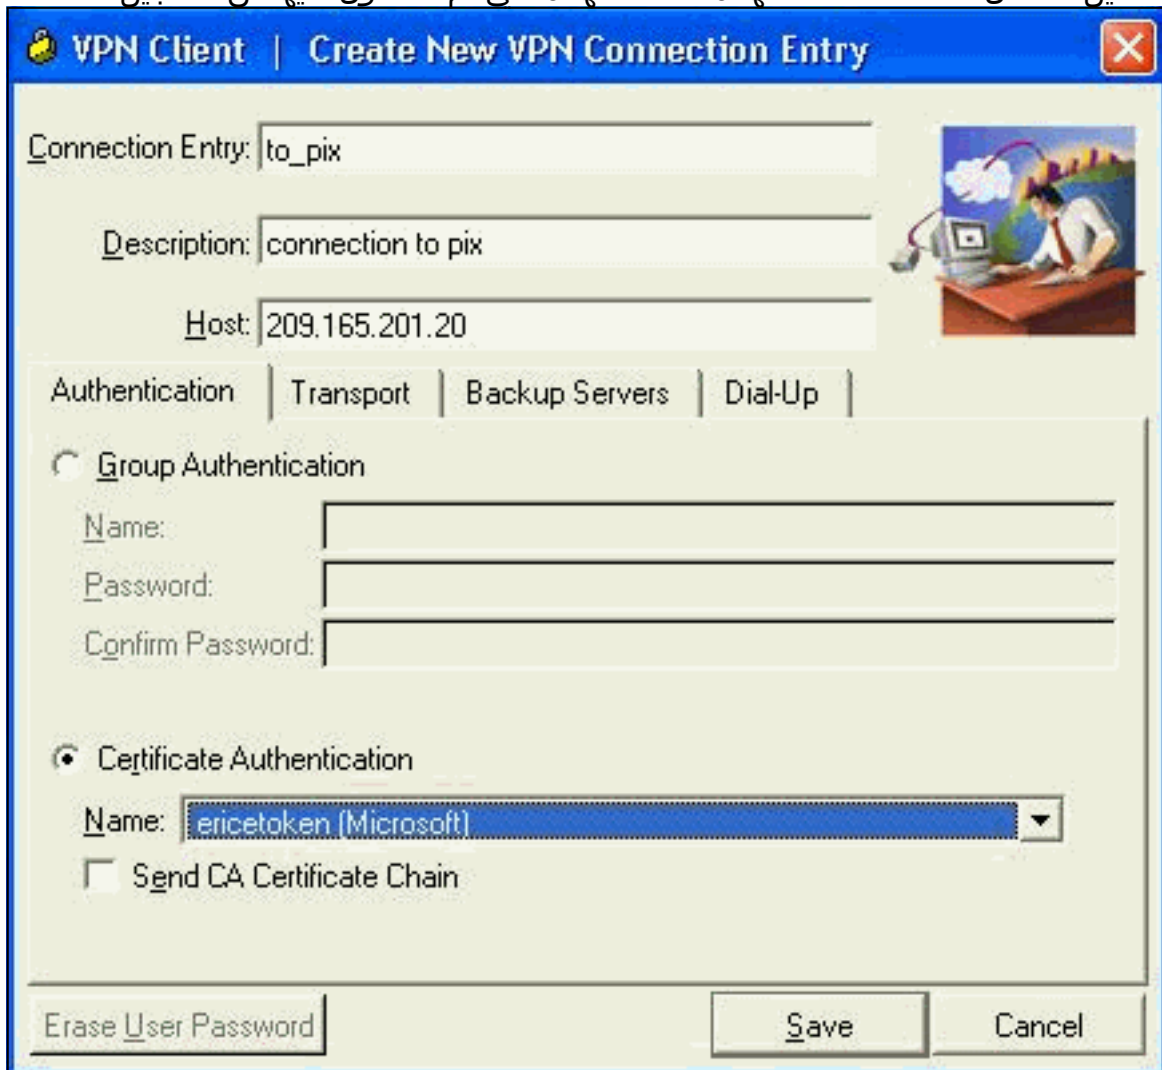 VPN Client | Create New VPN Connection Entry
Connection Entry: to_pix
Description: connection to pix
Host: 209.165.201.20
Authentication Transport Backup Servers Dial-Up
Group Authentication
Name:
Password:
Confirm Password:
Certificate Authentication
Name: ericetoken (Microsoft)
Send CA Certificate Chain
Erase User Password Save Cancel